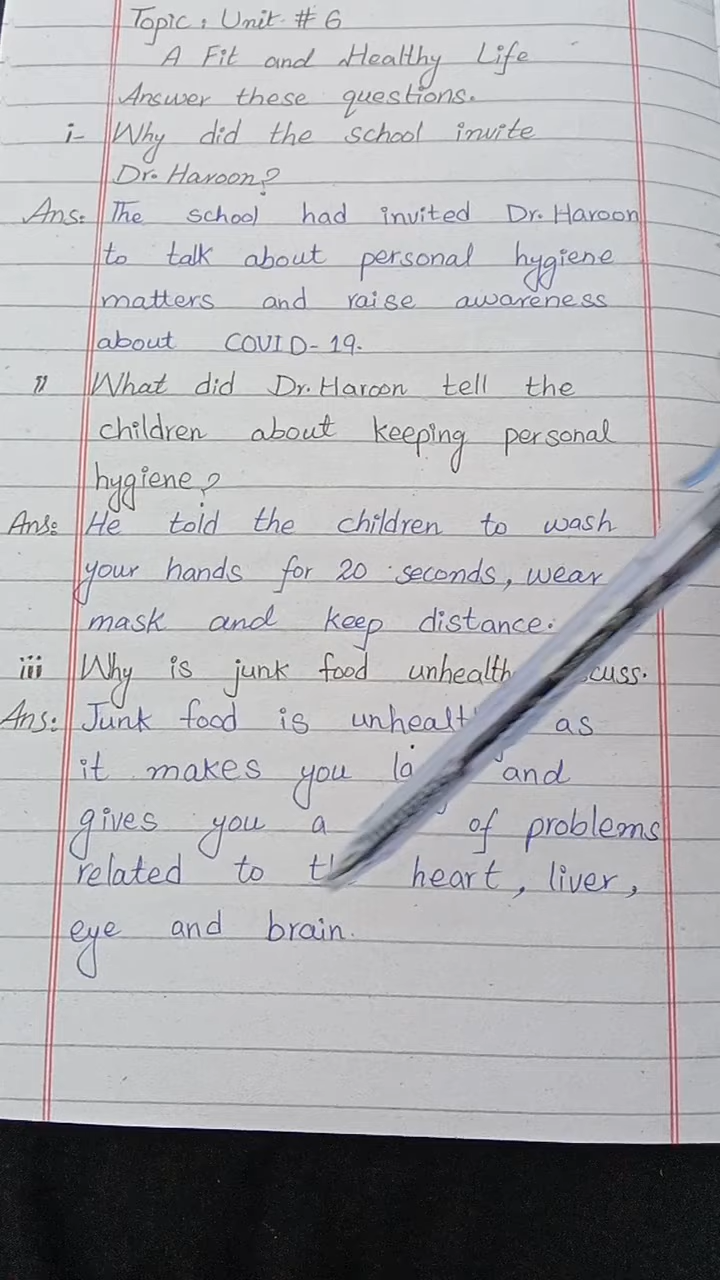 Topic: Unit # 6
A Fit and Healthy Life
Answer these questions.
i- Why did the school invite
Dr. Haroon?
Ans: The school had invited Dr. Haroon
to talk about personal hygiene
matters and raise awareness
about COVID-19.
ii What did Dr. Haroon tell the
children about keeping personal
hygiene?
Ans: He told the children to wash
your hands for 20 seconds, wear
mask and keep distance.
iii Why is junk food
Ans: Junk food is as
it makes you and
gives you a of problems
related to heart, liver,
eye and brain.